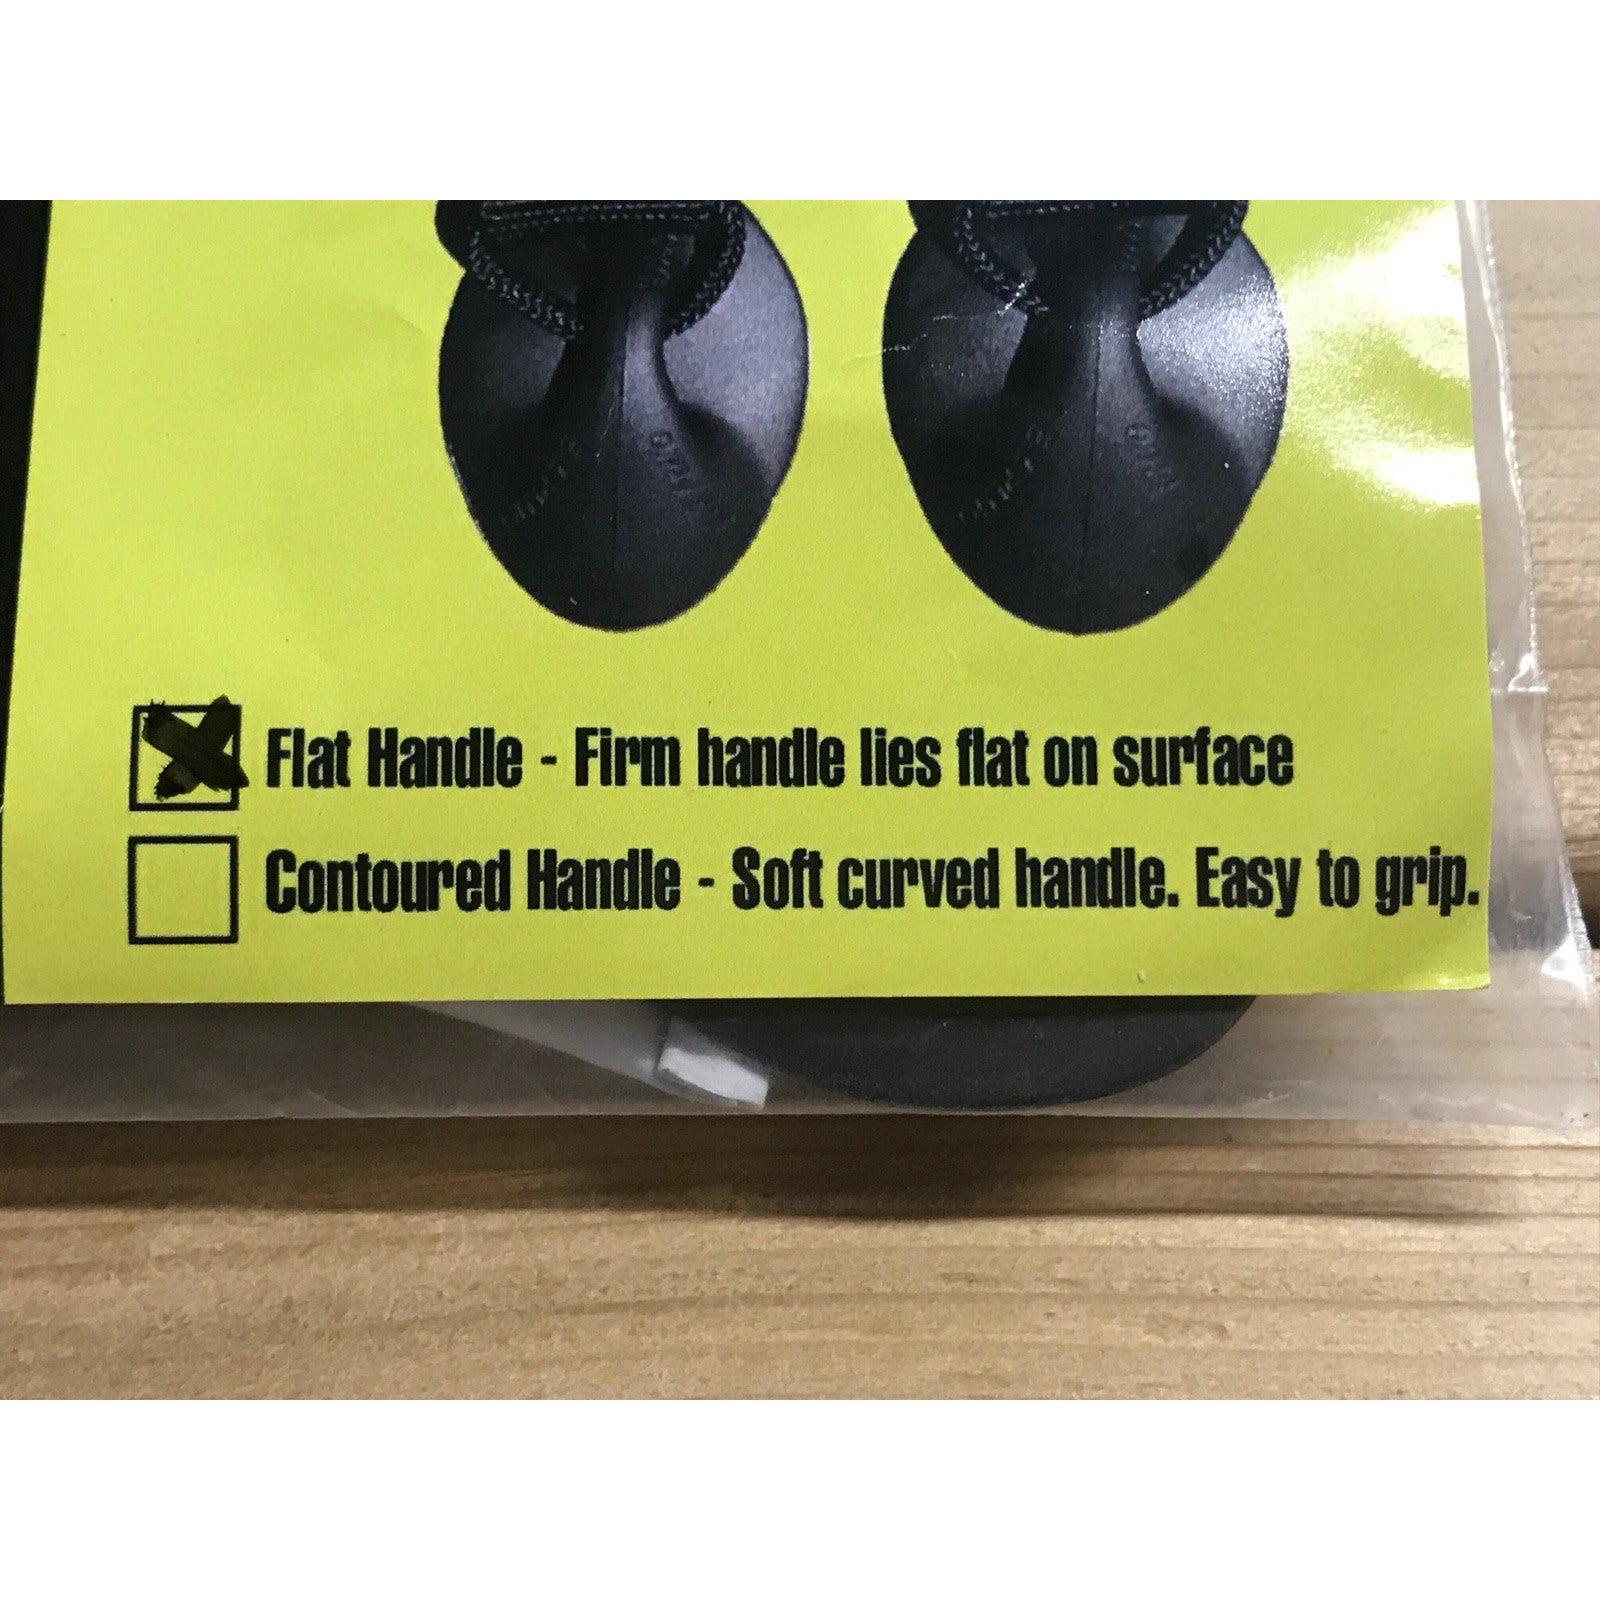 Flat Handle - Firm handle lies flat on surface
Contoured Handle - Soft curved handle. Easy to grip.